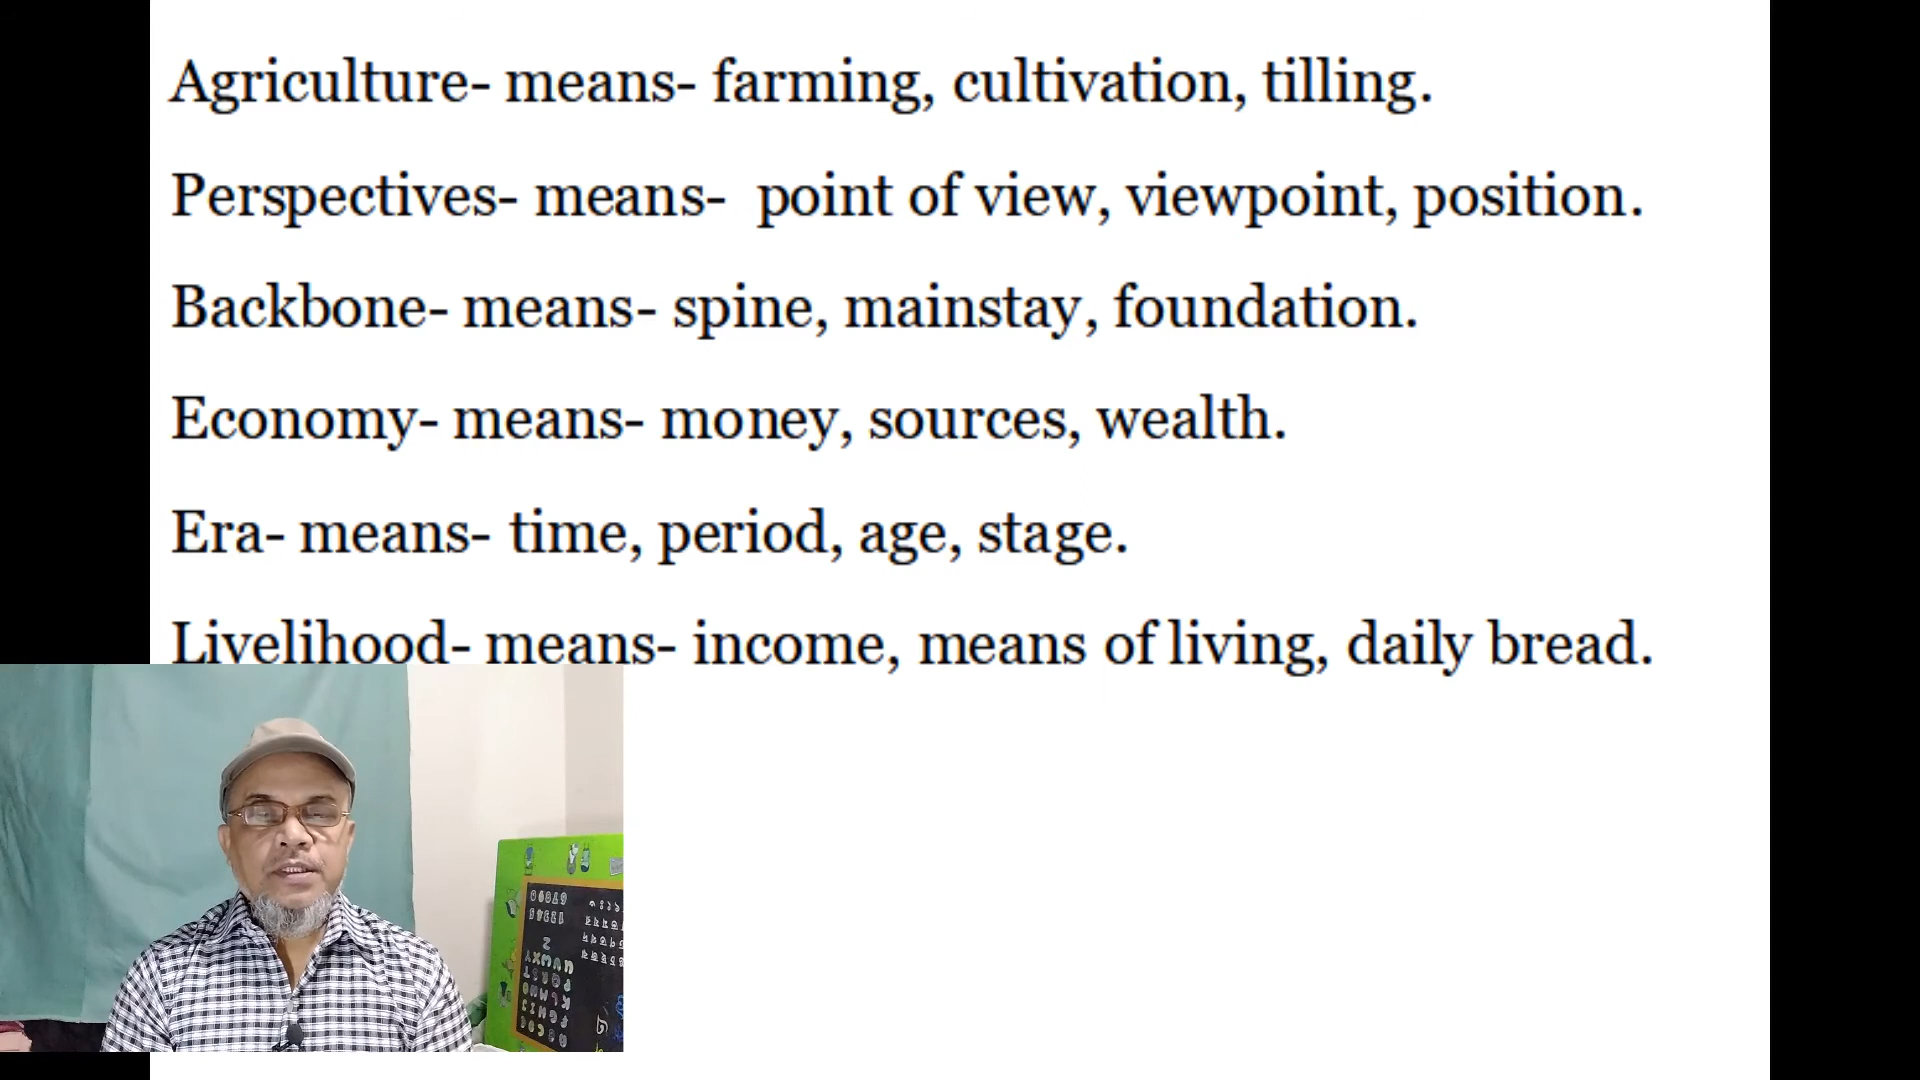 Agriculture- means- farming, cultivation, tilling.
Perspectives- means- point of view, viewpoint, position.
Backbone- means- spine, mainstay, foundation.
Economy- means- money, sources, wealth.
Era- means- time, period, age, stage.
Livelihood- means- income, means of living, daily bread.